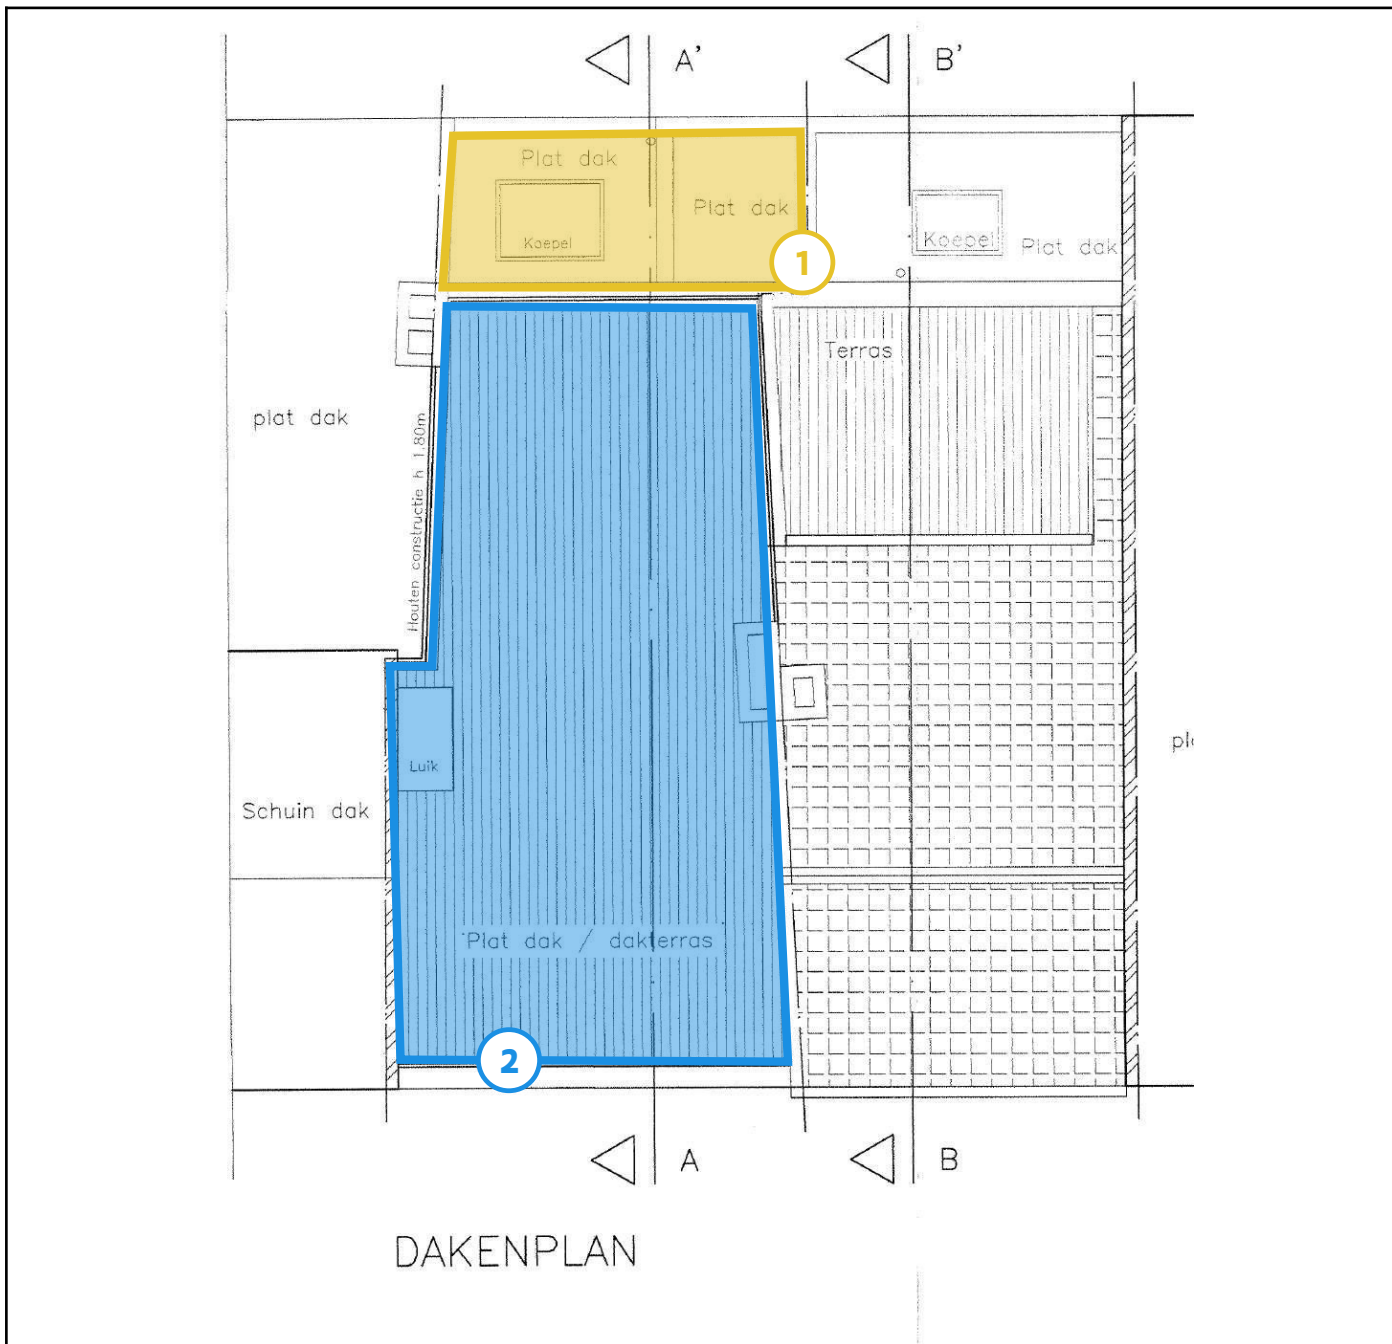 A'
B'
Plat dak
Plat dak
Koepel
1
Koepel
Plat dak
Terras
plat dak
Houten constructie h 1.80m
Luik
Schuin dak
Plat dak / dakterras
2
A
B
DAKENPLAN